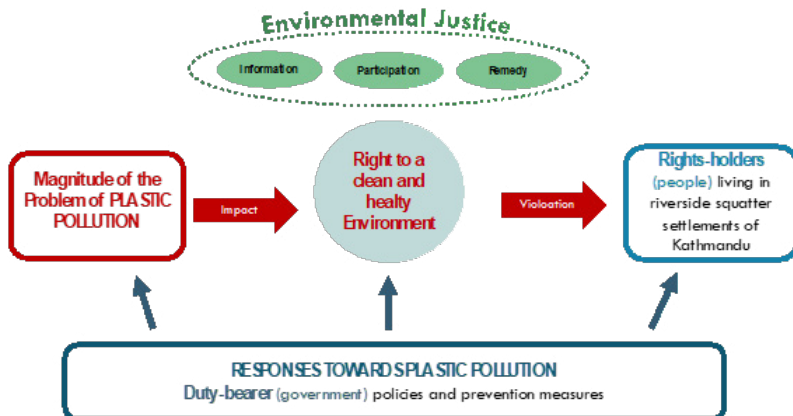 Environmental Justice
Information
Participation
Remedy
Magnitude of the
Problem of PLASTIC
POLLUTION
Impact
Right to a
clean and
healty
Environment
Violoation
Rights-holders
(people) living in
riverside squatter
settlements of
Kathmandu
RESPONSES TOWARDS PLASTIC POLLUTION
Duty-bearer (government) policies and prevention measures